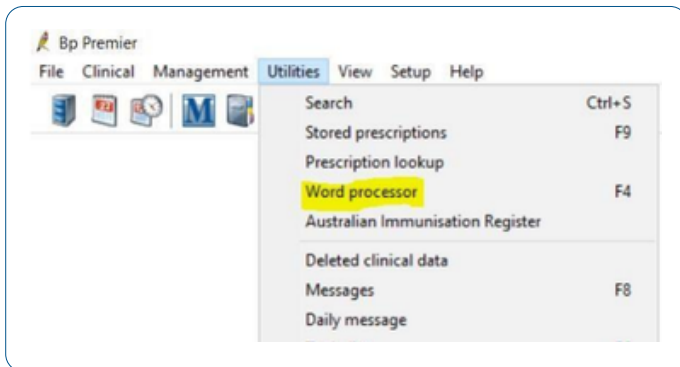 Bp Premier
File Clinical Management Utilities View Setup Help
Search Ctrl+S
Stored prescriptions F9
Prescription lookup
Word processor F4
Australian Immunisation Register
Deleted clinical data
Messages F8
Daily message